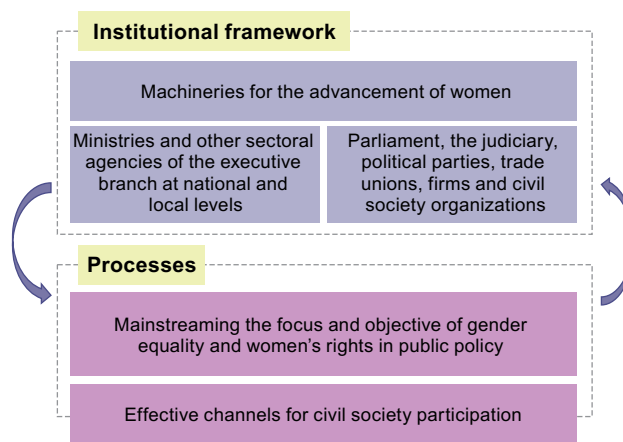 Institutional framework
Machineries for the advancement of women
Ministries and other sectoral
agencies of the executive
branch at national and
local levels
Parliament, the judiciary,
political parties, trade
unions, firms and civil
society organizations
Processes
Mainstreaming the focus and objective of gender
equality and women’s rights in public policy
Effective channels for civil society participation